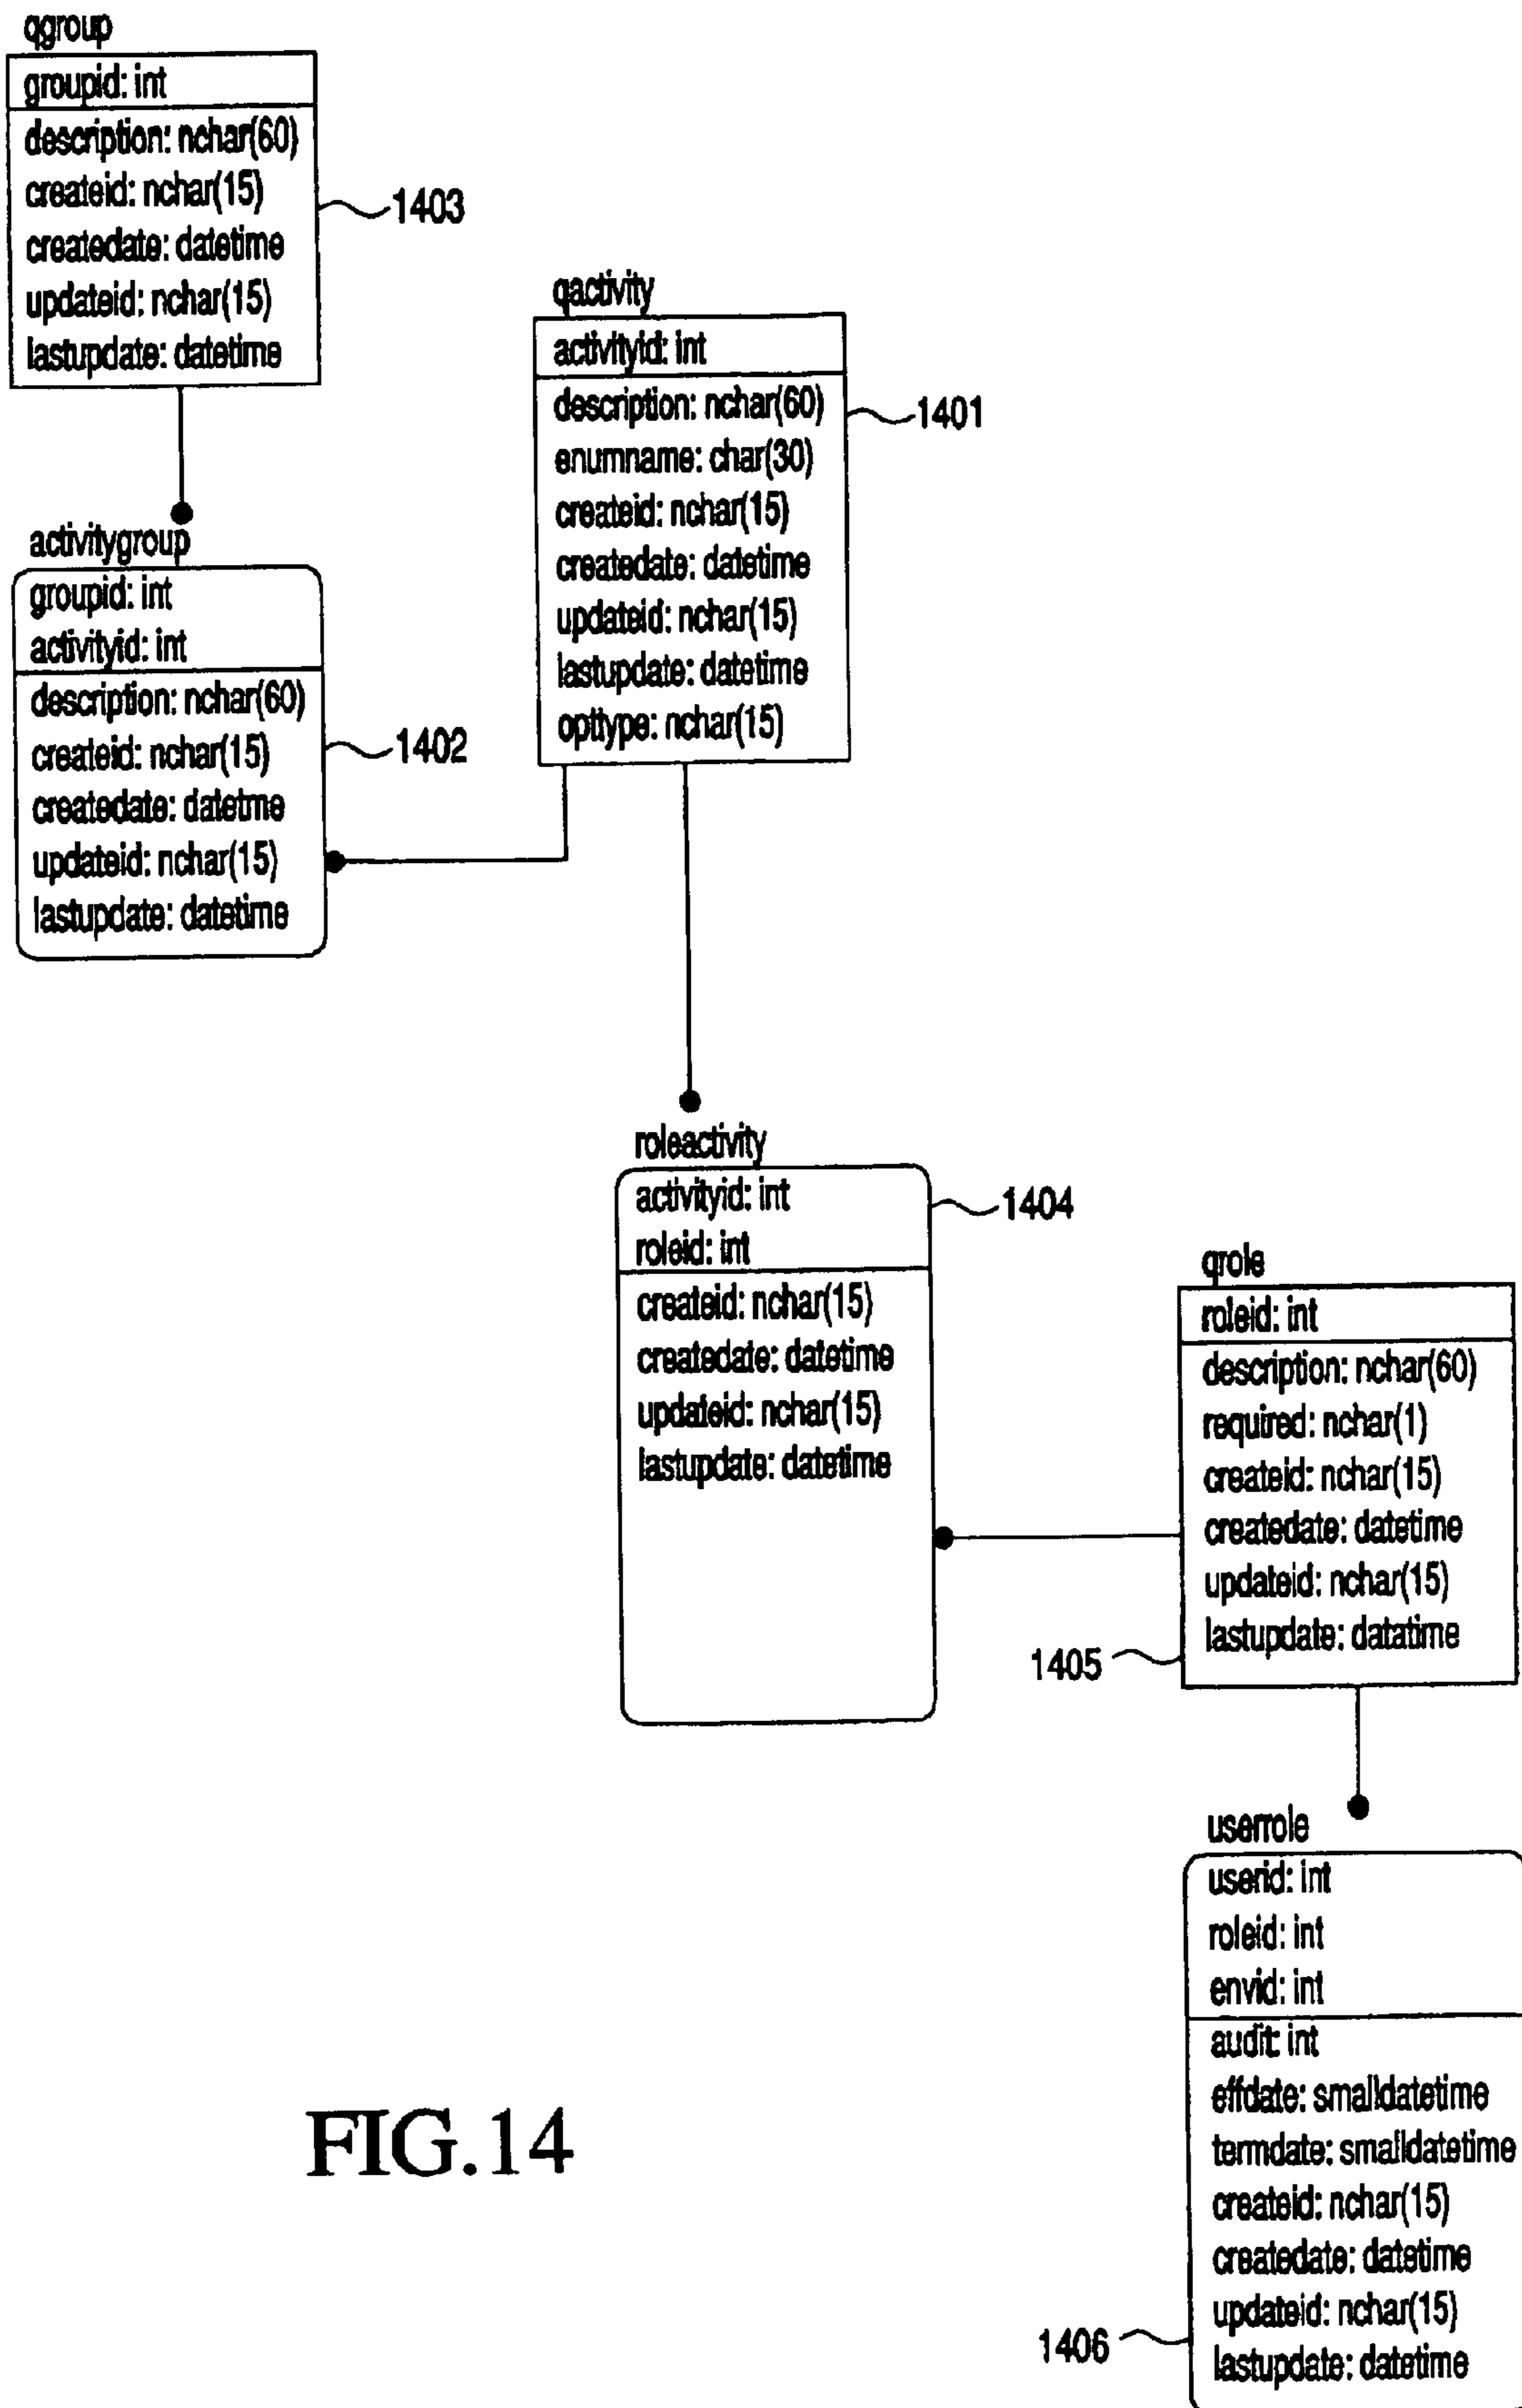 qgroup
groupid: int
description: nchar(60)
createid: nchar(15)
createdate: datetime
updateid: nchar(15)
lastupdate: datetime
1403
activitygroup
groupid: int
activityid: int
description: nchar(60)
createid: nchar(15)
createdate: datetme
updateid: nchar(15)
lastupdate: datetime
1402
qactivity
activityid: int
description: nchar(60)
enumname: char(30)
createid: nchar(15)
createdate: datetime
updateid: nchar(15)
lastupdate: datetime
opttype: nchar(15)
1401
roleactivity
activityid: int
roleid: int
createid: nchar(15)
createdate: datetime
updateid: nchar(15)
lastupdate: datetime
1404
qrole
roleid: int
description: nchar(60)
required: nchar(1)
createid: nchar(15)
createdate: datetime
updateid: nchar(15)
lastupdate: datatime
1405
userrole
userid: int
roleid: int
envid: int
audit: int
effdate: smalldatetime
termdate: smalldatetime
createid: nchar(15)
createdate: datetime
updateid: nchar(15)
lastupdate: datetime
1406
FIG.14